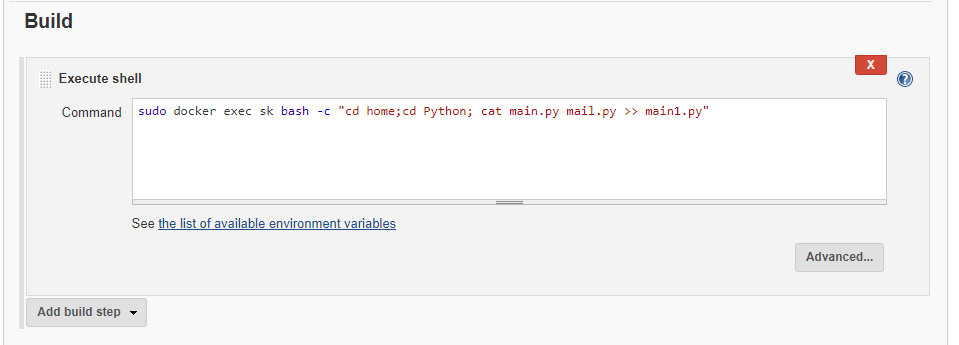 Build
X
Execute shell
?
Command
sudo docker exec sk bash -c "cd home;cd Python; cat main.py mail.py >> main1.py"
See the list of available environment variables
Advanced...
Add build step